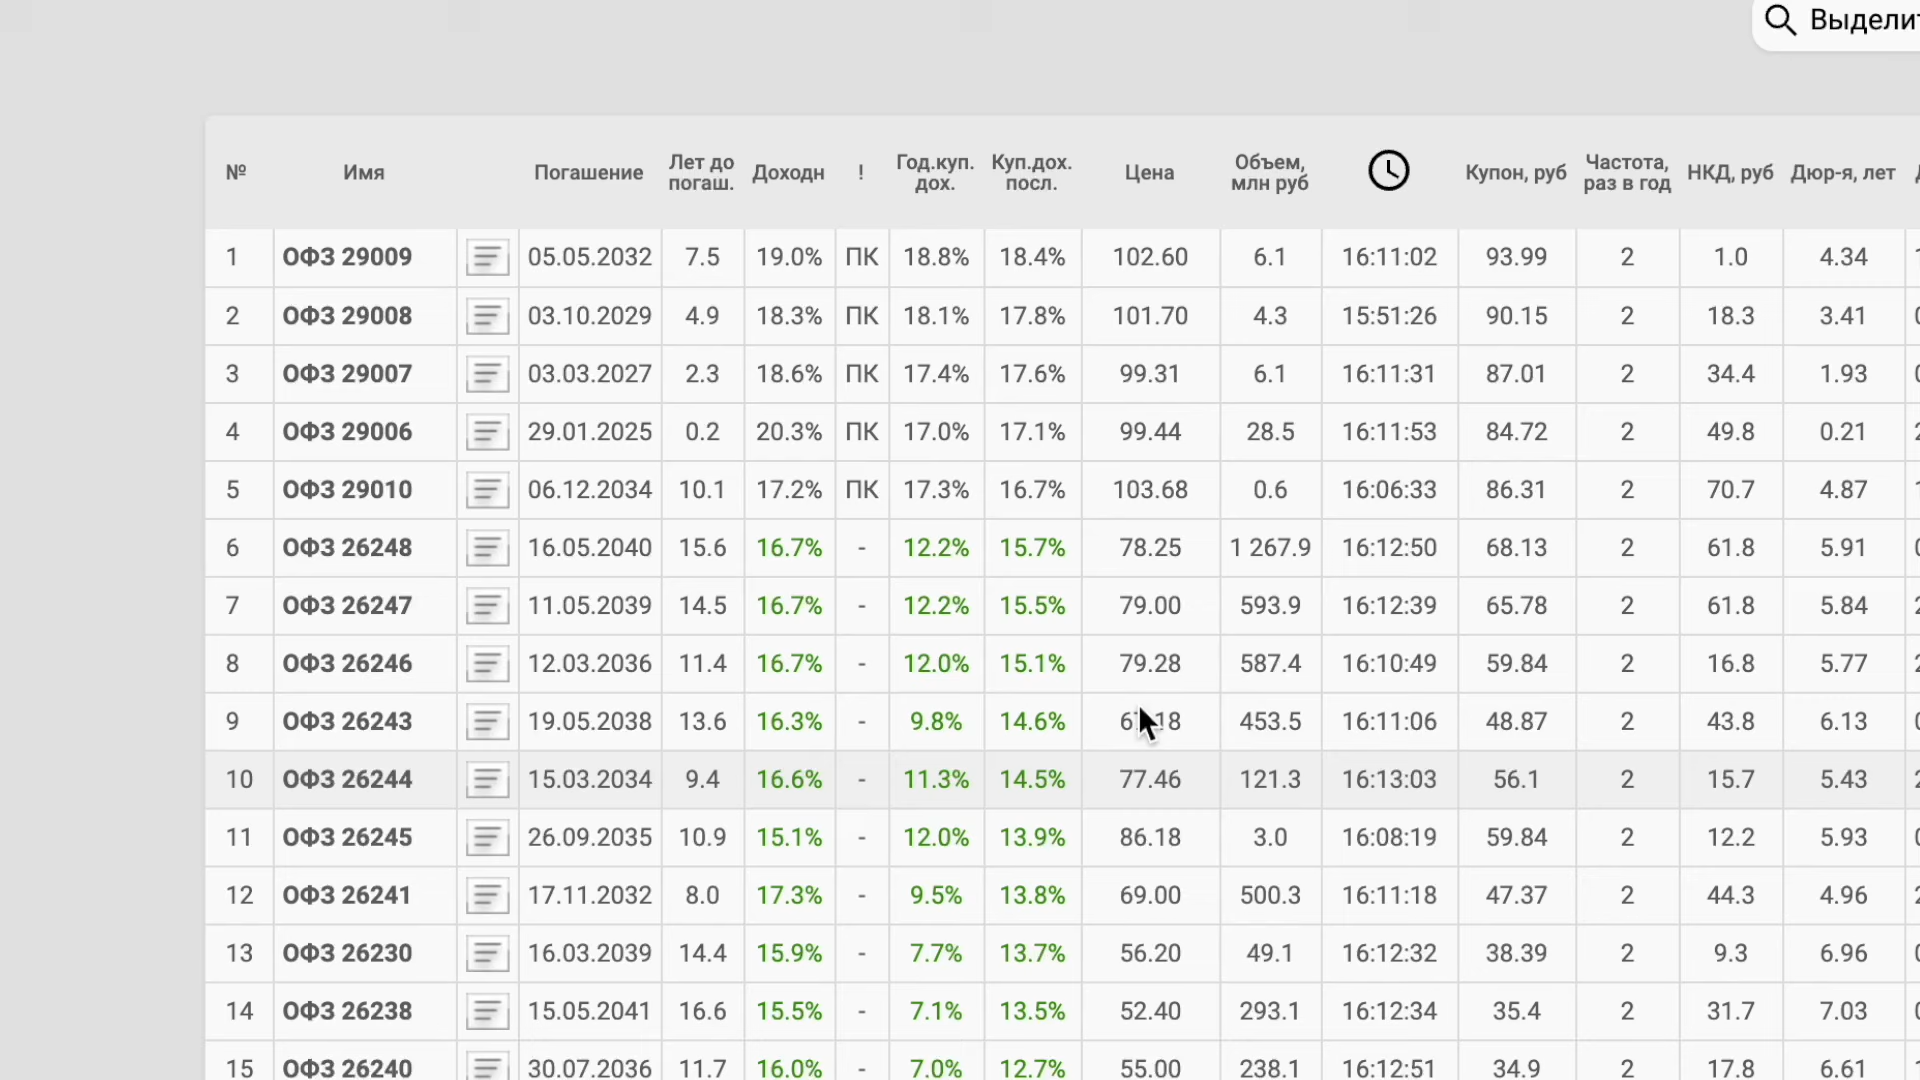 Выдели
№ Имя Погашение Лет до погаш. Доходн ! Год.куп. дох. Куп.дох. посл. Цена Объем, млн руб Купон, руб Частота, раз в год НКД, руб Дюр-я, лет
1 ОФЗ 29009 05.05.2032 7.5 19.0% ПК 18.8% 18.4% 102.60 6.1 16:11:02 93.99 2 1.0 4.34
2 ОФЗ 29008 03.10.2029 4.9 18.3% ПК 18.1% 17.8% 101.70 4.3 15:51:26 90.15 2 18.3 3.41
3 ОФЗ 29007 03.03.2027 2.3 18.6% ПК 17.4% 17.6% 99.31 6.1 16:11:31 87.01 2 34.4 1.93
4 ОФЗ 29006 29.01.2025 0.2 20.3% ПК 17.0% 17.1% 99.44 28.5 16:11:53 84.72 2 49.8 0.21
5 ОФЗ 29010 06.12.2034 10.1 17.2% ПК 17.3% 16.7% 103.68 0.6 16:06:33 86.31 2 70.7 4.87
6 ОФЗ 26248 16.05.2040 15.6 16.7% - 12.2% 15.7% 78.25 1 267.9 16:12:50 68.13 2 61.8 5.91
7 ОФЗ 26247 11.05.2039 14.5 16.7% - 12.2% 15.5% 79.00 593.9 16:12:39 65.78 2 61.8 5.84
8 ОФЗ 26246 12.03.2036 11.4 16.7% - 12.0% 15.1% 79.28 587.4 16:10:49 59.84 2 16.8 5.77
9 ОФЗ 26243 19.05.2038 13.6 16.3% - 9.8% 14.6% 453.5 16:11:06 48.87 2 43.8 6.13
10 ОФЗ 26244 15.03.2034 9.4 16.6% - 11.3% 14.5% 77.46 121.3 16:13:03 56.1 2 15.7 5.43
11 ОФЗ 26245 26.09.2035 10.9 15.1% - 12.0% 13.9% 86.18 3.0 16:08:19 59.84 2 12.2 5.93
12 ОФЗ 26241 17.11.2032 8.0 17.3% - 9.5% 13.8% 69.00 500.3 16:11:18 47.37 2 44.3 4.96
13 ОФЗ 26230 16.03.2039 14.4 15.9% - 7.7% 13.7% 56.20 49.1 16:12:32 38.39 2 9.3 6.96
14 ОФЗ 26238 15.05.2041 16.6 15.5% - 7.1% 13.5% 52.40 293.1 16:12:34 35.4 2 31.7 7.03
15 ОФЗ 26240 30.07.2036 11.7 16.0% - 7.0% 12.7% 55.00 238.1 16:12:51 34.9 2 17.8 6.61